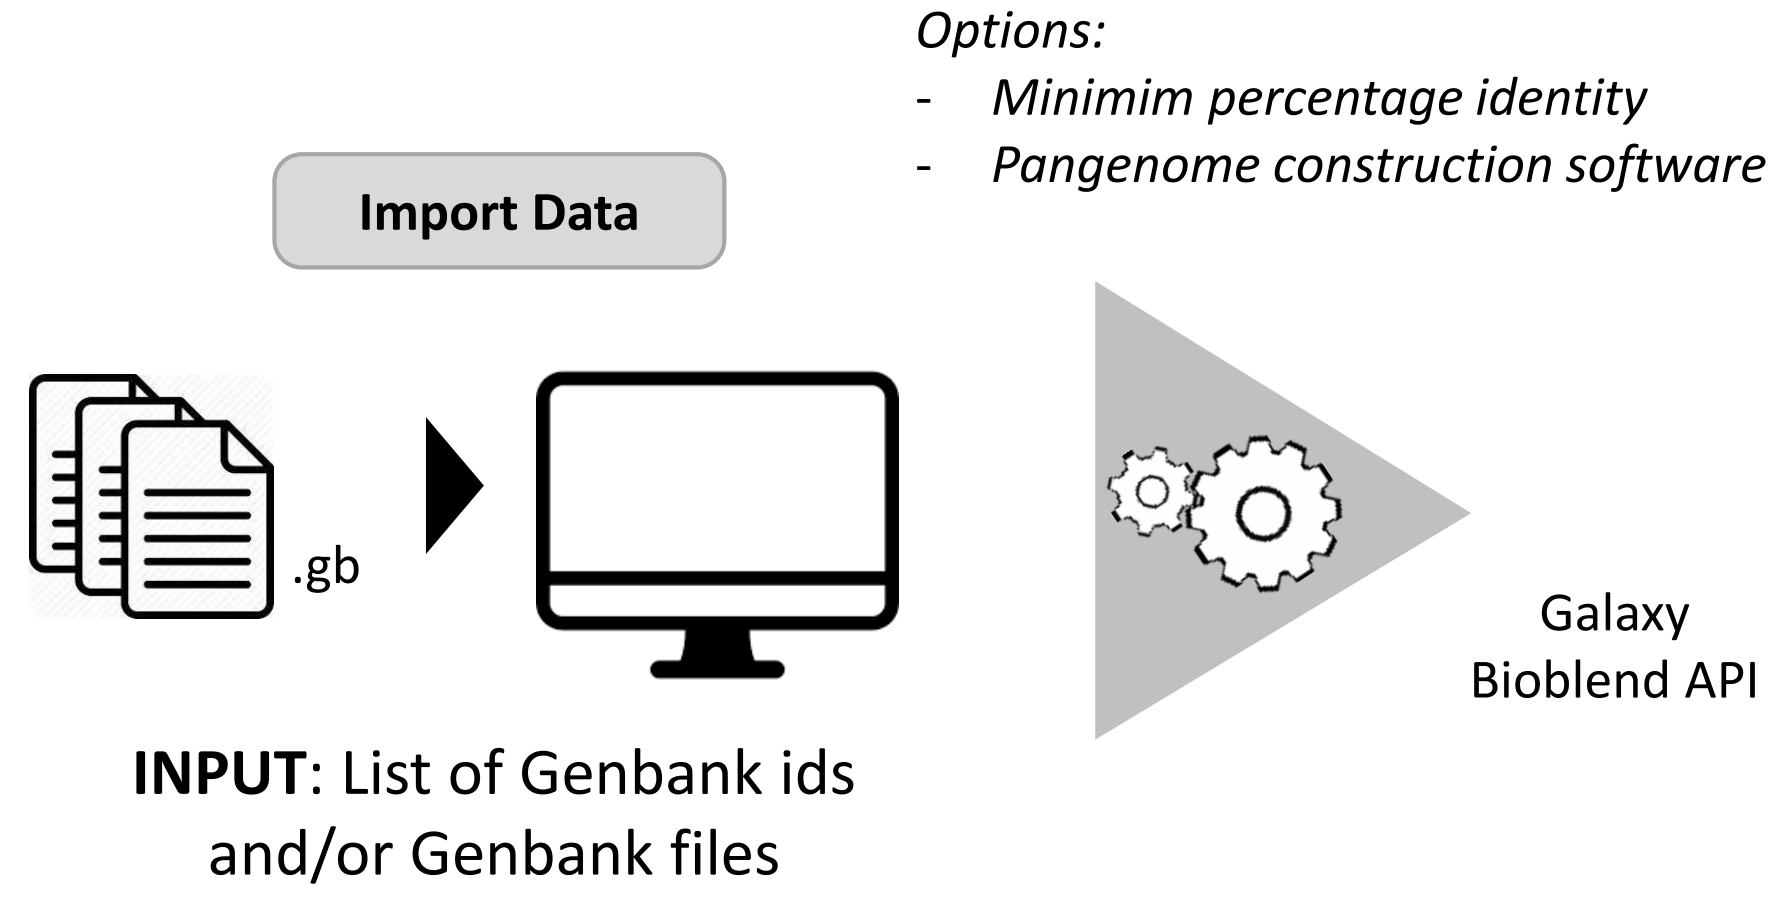 Options:
- Minimim percentage identity
- Pangenome construction software
Import Data
.gb
Galaxy
Bioblend API
INPUT: List of Genbank ids
and/or Genbank files